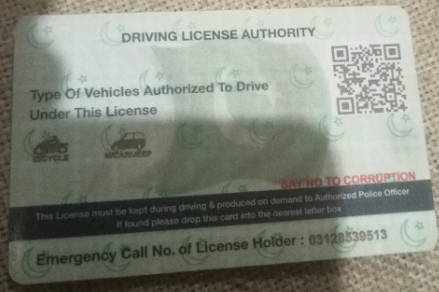 DRIVING LICENSE AUTHORITY
Type Of Vehicles Authorized To Drive
Under This License
M/CYCLE M/CAR/JEEP
SAY NO TO CORRUPTION
This License must be kept during driving & produced on demand to Authorized Police Officer
If found please drop this card into the nearest letter box
Emergency Call No. of License Holder : 03128539513